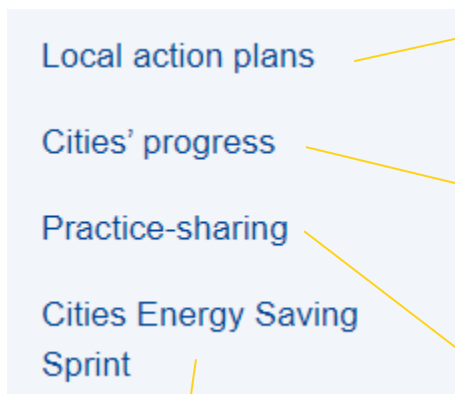 Local action plans
Cities’ progress
Practice-sharing
Cities Energy Saving
Sprint